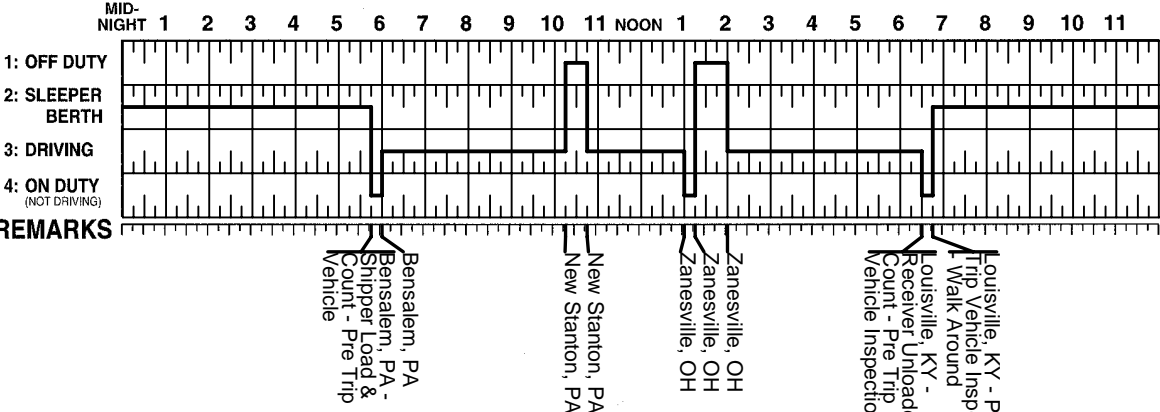 MID-
NIGHT 1 2 3 4 5 6 7 8 9 10 11 NOON 1 2 3 4 5 6 7 8 9 10 11
1: OFF DUTY
2: SLEEPER
BERTH
3: DRIVING
4: ON DUTY
(NOT DRIVING)
REMARKS
Bensalem, PA -
Shipper Load &
Count - Pre Trip
Vehicle
Bensalem, PA
New Stanton, PA
New Stanton, PA
Zanesville, OH
Zanesville, OH
Zanesville, OH
Louisville, KY -
Receiver Unload
Count - Pre Trip
Vehicle Inspectio
Louisville, KY - P
Trip Vehicle Insp
- Walk Around